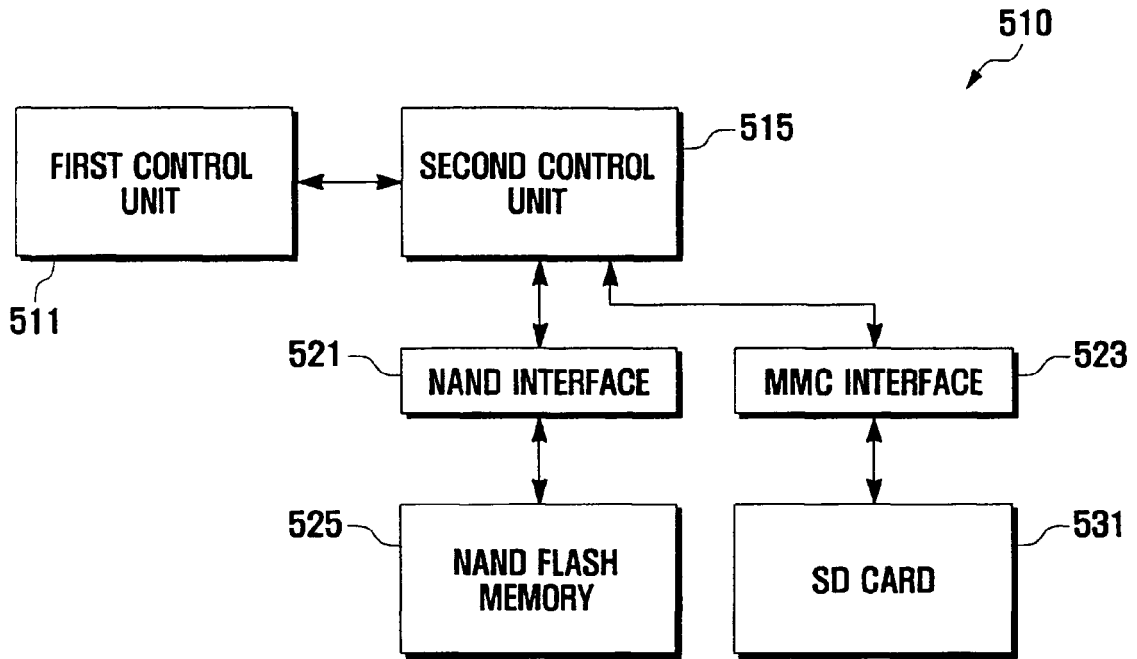 510
FIRST CONTROL
UNIT
511
SECOND CONTROL
UNIT
515
521
NAND INTERFACE
MMC INTERFACE
523
525
NAND FLASH
MEMORY
SD CARD
531